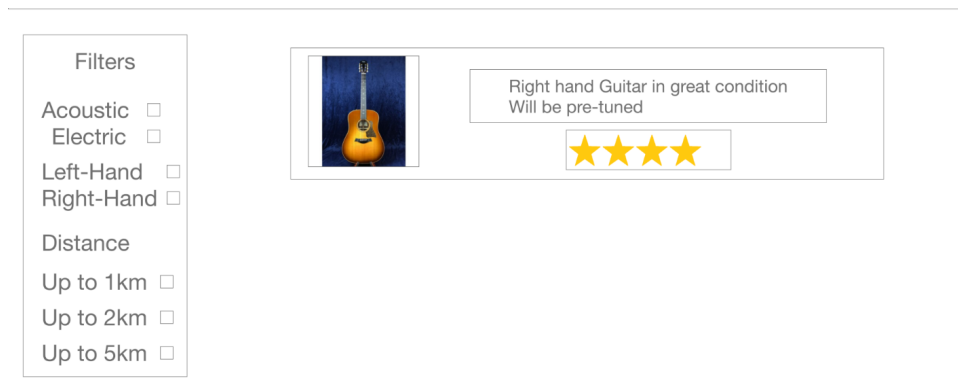 Filters
Acoustic
Electric
Left-Hand
Right-Hand
Distance
Up to 1km
Up to 2km
Up to 5km
Right hand Guitar in great condition
Will be pre-tuned